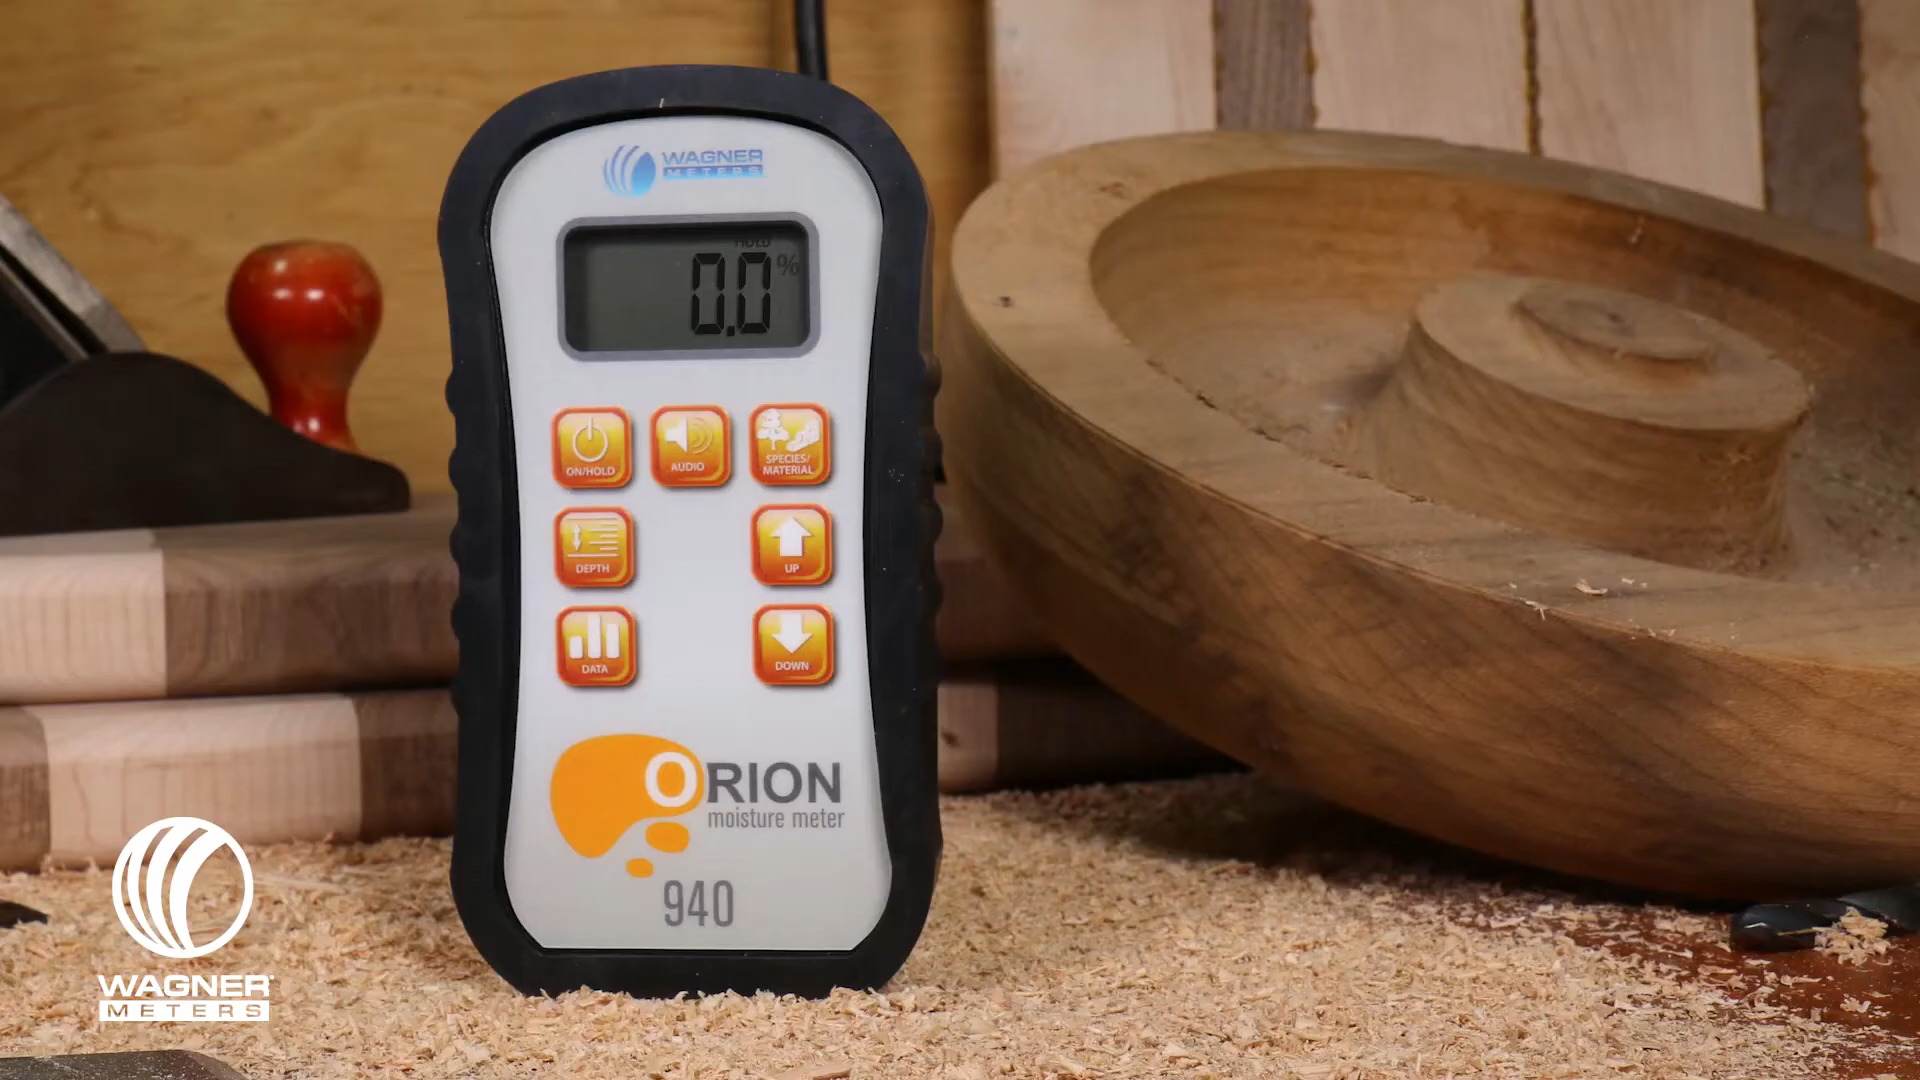 WAGNER
METERS
HOLD
0.0%
ON/HOLD
AUDIO
SPECIES/
MATERIAL
DEPTH
UP
DATA
DOWN
ORION
moisture meter
940
WAGNER
METERS